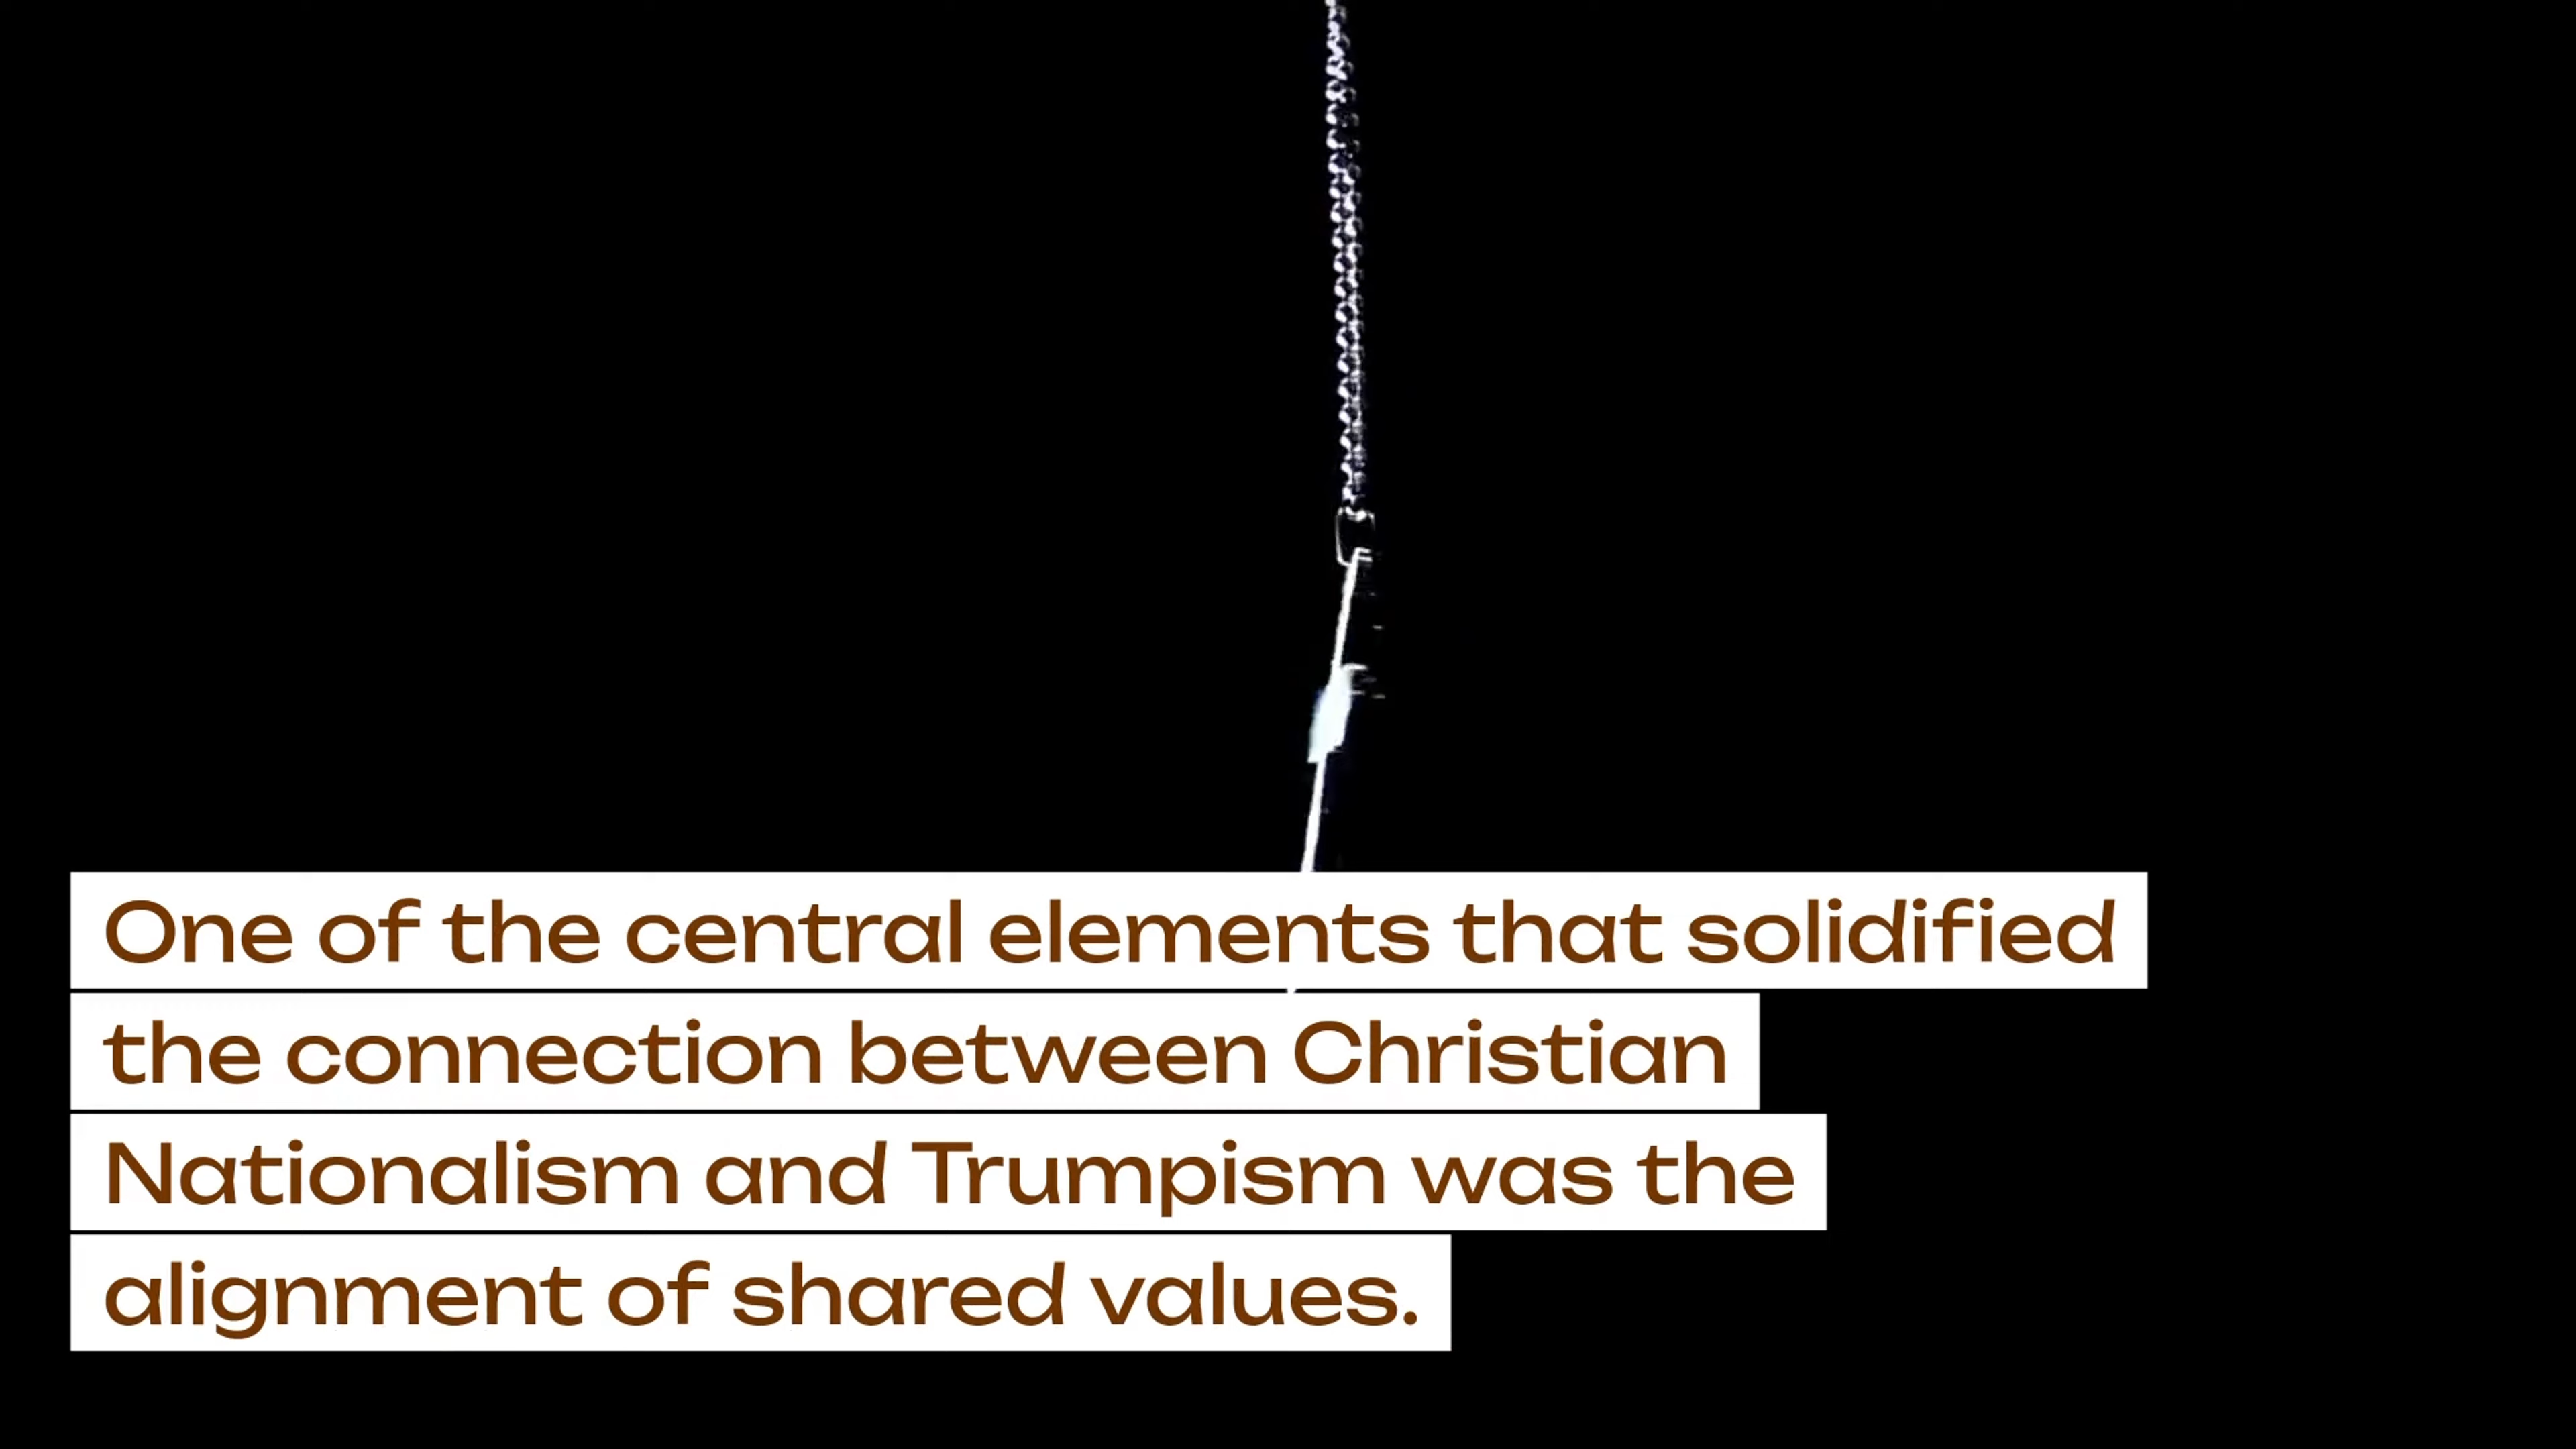 One of the central elements that solidified
the connection between Christian
Nationalism and Trumpism was the
alignment of shared values.